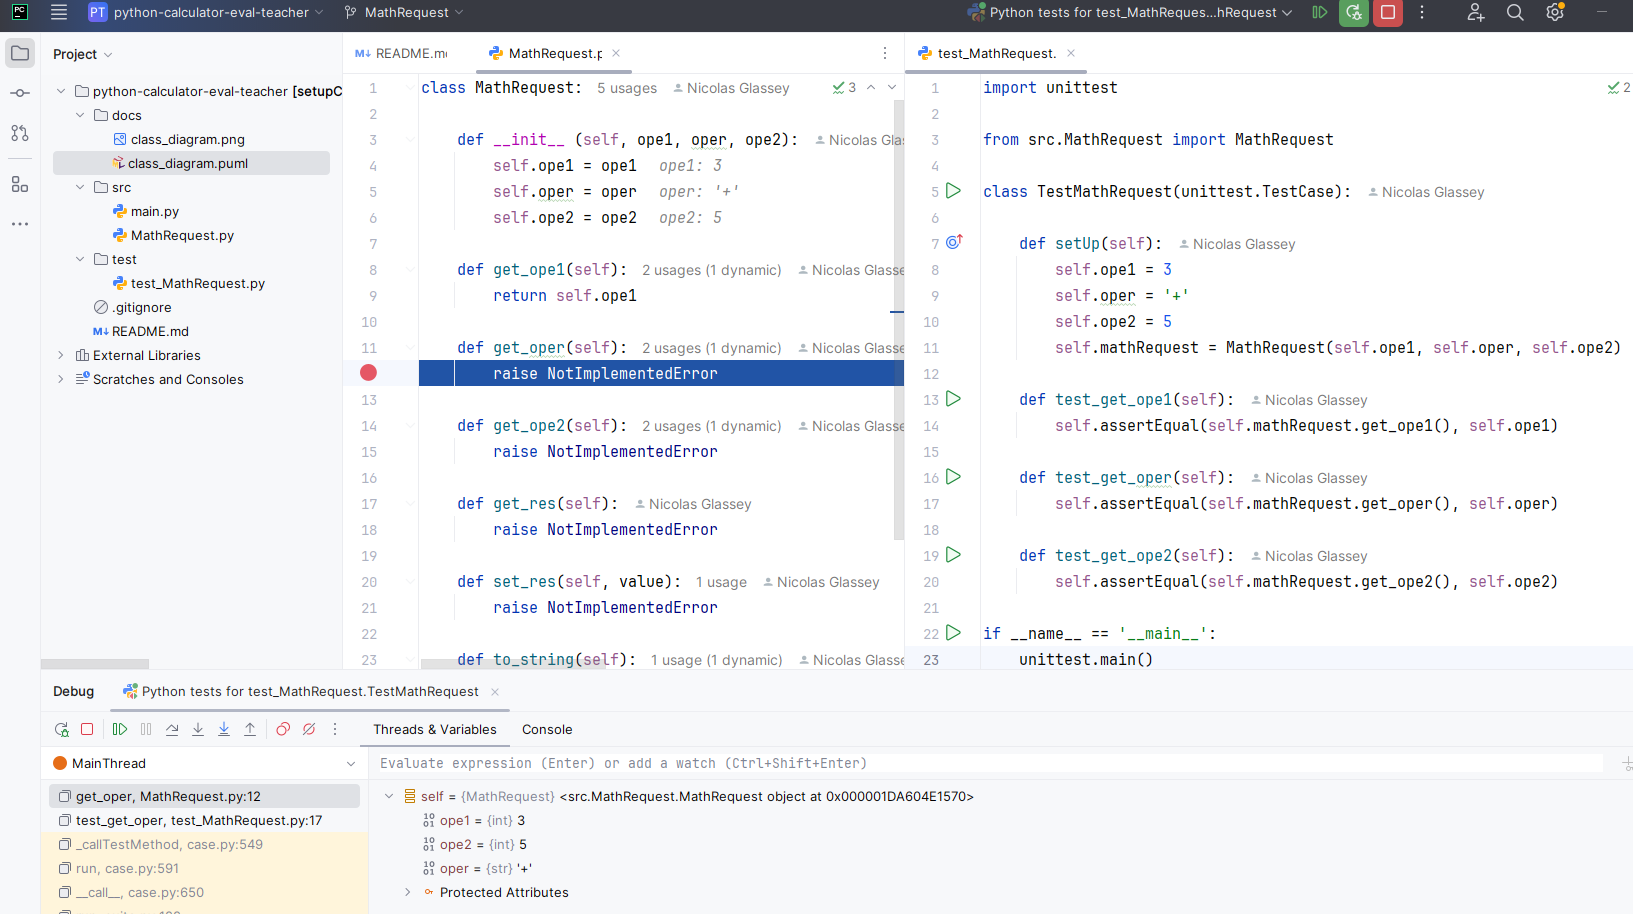 PC
PT python-calculator-eval-teacher
MathRequest
Python tests for test_MathReques...hRequest
Project
python-calculator-eval-teacher [setupC
docs
class_diagram.png
class_diagram.puml
src
main.py
MathRequest.py
test
test_MathRequest.py
.gitignore
M↓ README.md
External Libraries
Scratches and Consoles
M↓ README.m
MathRequest.p
3
1 class MathRequest: 5 usages Nicolas Glassey
2
3 def __init__ (self, ope1, oper, ope2): Nicolas Gla
4 self.ope1 = ope1 ope1: 3
5 self.oper = oper oper: '+'
6 self.ope2 = ope2 ope2: 5
7
8 def get_ope1(self): 2 usages (1 dynamic) Nicolas Glasse
9 return self.ope1
10
11 def get_oper(self): 2 usages (1 dynamic) Nicolas Glasse
raise NotImplementedError
13
14 def get_ope2(self): 2 usages (1 dynamic) Nicolas Glasse
15 raise NotImplementedError
16
17 def get_res(self): Nicolas Glassey
18 raise NotImplementedError
19
20 def set_res(self, value): 1 usage Nicolas Glassey
21 raise NotImplementedError
22
23 def to_string(self): 1 usage (1 dynamic) Nicolas Glasse
test_MathRequest.
2
1 import unittest
2
3 from src.MathRequest import MathRequest
4
5 class TestMathRequest(unittest.TestCase): Nicolas Glassey
6
7 def setUp(self): Nicolas Glassey
8 self.ope1 = 3
9 self.oper = '+'
10 self.ope2 = 5
11 self.mathRequest = MathRequest(self.ope1, self.oper, self.ope2)
12
13 def test_get_ope1(self): Nicolas Glassey
14 self.assertEqual(self.mathRequest.get_ope1(), self.ope1)
15
16 def test_get_oper(self): Nicolas Glassey
17 self.assertEqual(self.mathRequest.get_oper(), self.oper)
18
19 def test_get_ope2(self): Nicolas Glassey
20 self.assertEqual(self.mathRequest.get_ope2(), self.ope2)
21
22 if __name__ == '__main__':
23 unittest.main()
Debug
Python tests for test_MathRequest.TestMathRequest
Threads & Variables
Console
MainThread
get_oper, MathRequest.py:12
test_get_oper, test_MathRequest.py:17
_callTestMethod, case.py:549
run, case.py:591
__call__, case.py:650
Evaluate expression (Enter) or add a watch (Ctrl+Shift+Enter)
self = {MathRequest} <src.MathRequest.MathRequest object at 0x000001DA604E1570>
ope1 = {int} 3
ope2 = {int} 5
oper = {str} '+'
Protected Attributes